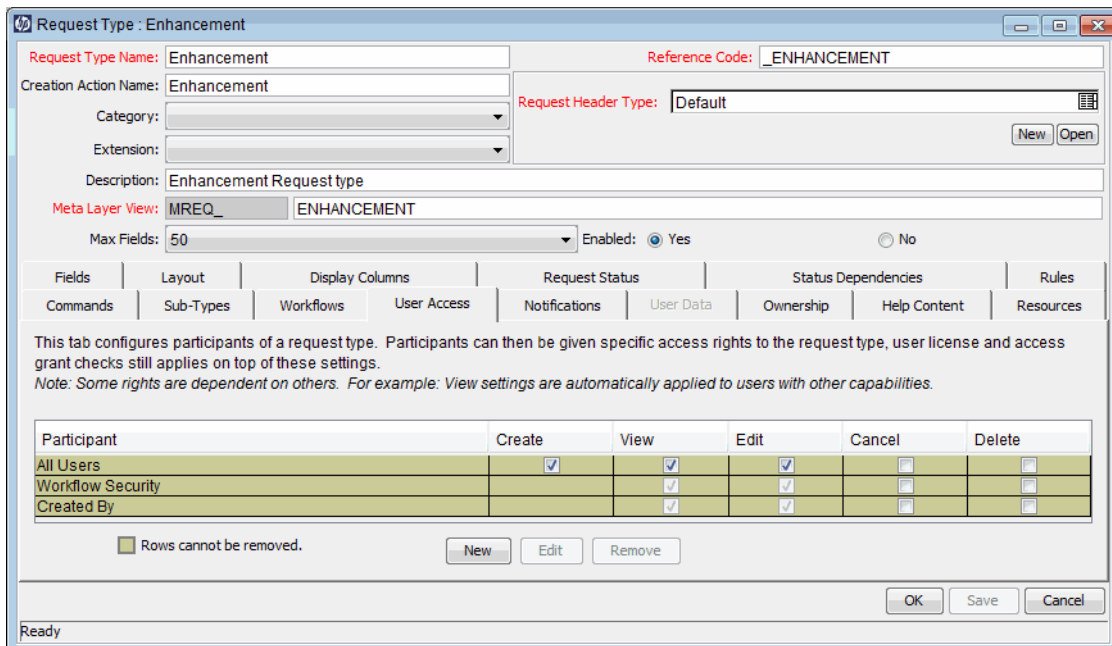 Request Type : Enhancement
Request Type Name: Enhancement Reference Code: _ENHANCEMENT
Creation Action Name: Enhancement
Request Header Type: Default
Category:
New Open
Extension:
Description: Enhancement Request type
Meta Layer View: MREQ_ ENHANCEMENT
Max Fields: 50 Enabled: Yes No
Fields Layout Display Columns Request Status Status Dependencies Rules
Commands Sub-Types Workflows User Access Notifications User Data Ownership Help Content Resources
This tab configures participants of a request type. Participants can then be given specific access rights to the request type, user license and access
grant checks still applies on top of these settings.
Note: Some rights are dependent on others. For example: View settings are automatically applied to users with other capabilities.
Participant Create View Edit Cancel Delete
All Users
Workflow Security
Created By
Rows cannot be removed. New Edit Remove
OK Save Cancel
Ready